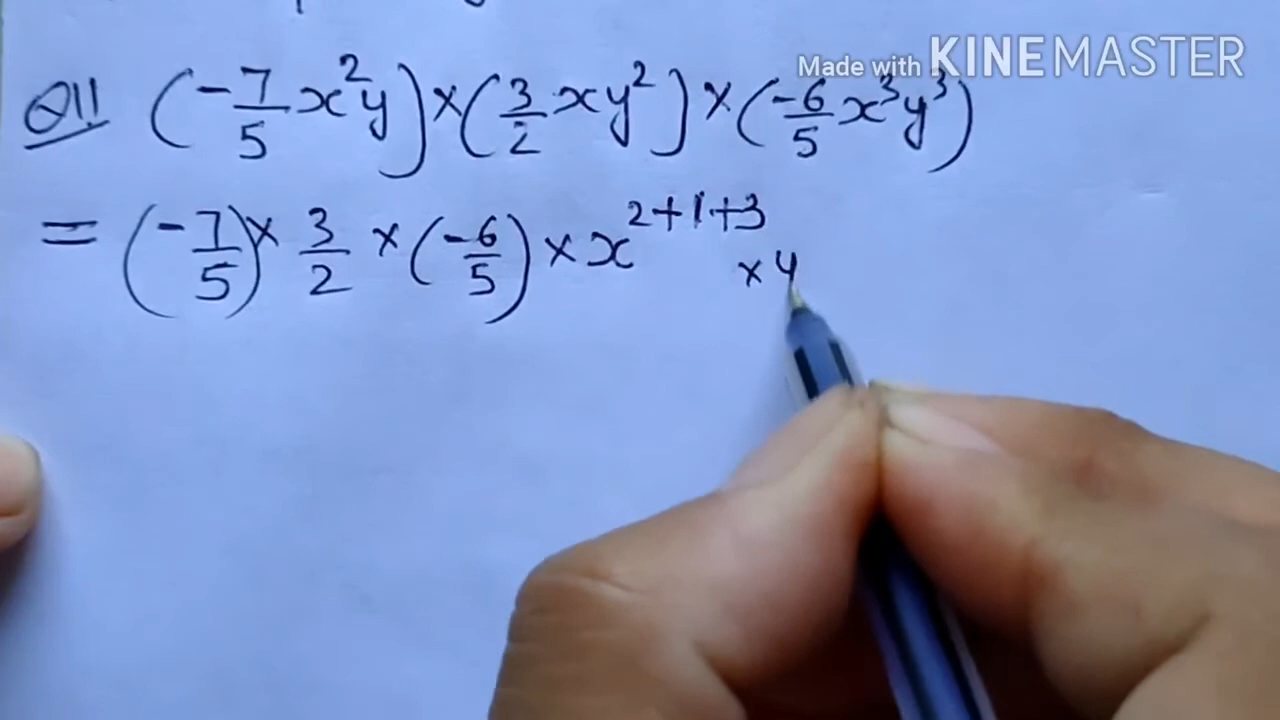 Made with KINEMASTER
Q11 (-7/5 x²y) × (3/2 xy²) × (-6/5 x³y³)
= (-7/5) × 3/2 × (-6/5) × x²⁺¹⁺³ × y